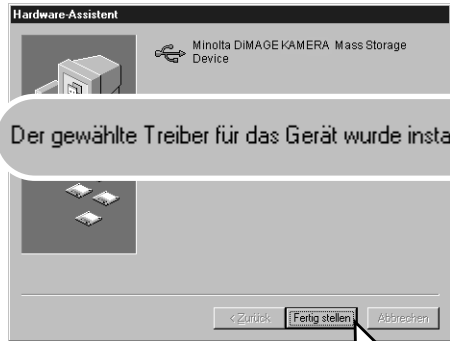 Hardware-Assistent
Minolta DiMAGE KAMERA Mass Storage
Device
Der gewählte Treiber für das Gerät wurde insta
< Zurück Fertig stellen Abbrechen